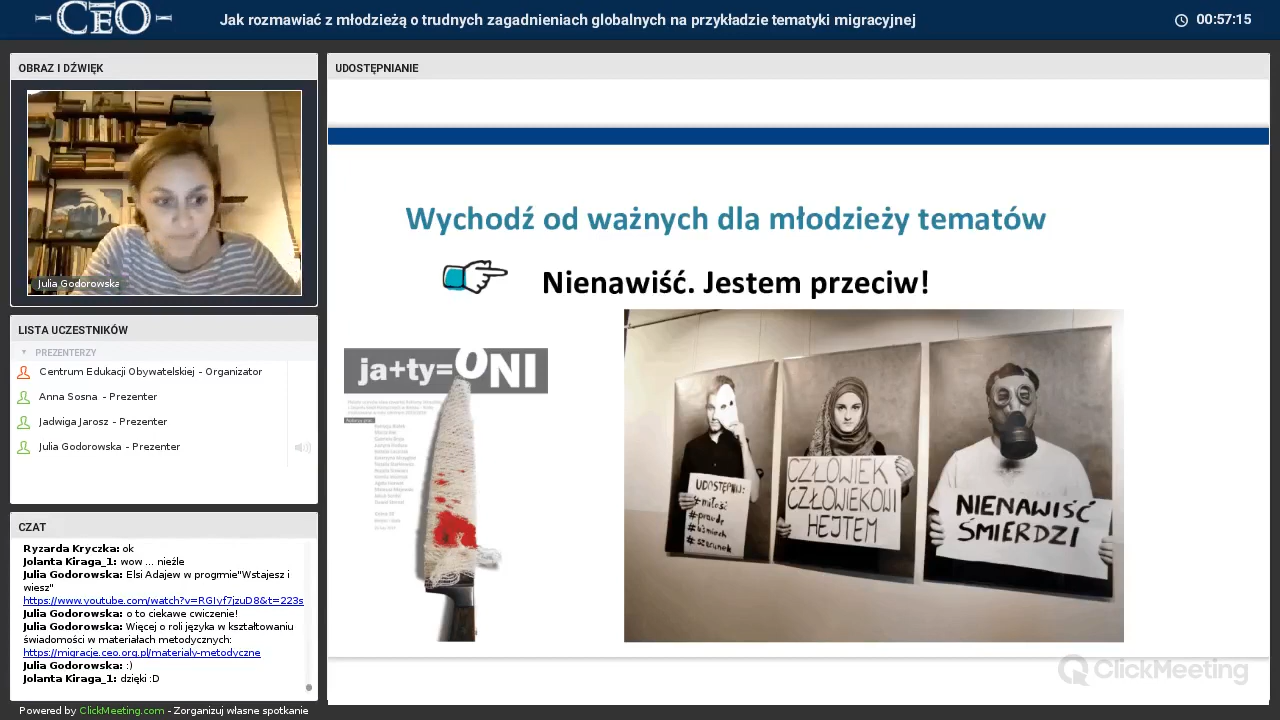 CEO
Jak rozmawiać z młodzieżą o trudnych zagadnieniach globalnych na przykładzie tematyki migracyjnej
00:57:15
OBRAZ I DŹWIĘK
Julia Godorowska
LISTA UCZESTNIKÓW
PREZENTERZY
Centrum Edukacji Obywatelskiej - Organizator
Anna Sosna - Prezenter
Jadwiga Jarosz - Prezenter
Julia Godorowska - Prezenter
CZAT
Ryzarda Kryczka: ok
Jolanta Kiraga_1: wow ... nieźle
Julia Godorowska: Elsi Adajew w progrmie"Wstajesz i
wiesz"
https://www.youtube.com/watch?v=RGIyf7jzuD8&t=223s
Julia Godorowska: o to ciekawe cwiczenie!
Julia Godorowska: Więcej o roli języka w kształtowaniu
świadomości w materiałach metodycznych:
https://migracje.ceo.org.pl/materialy-metodyczne
Julia Godorowska: :)
Jolanta Kiraga_1: dzięki :D
Powered by ClickMeeting.com - Zorganizuj własne spotkanie
UDOSTĘPNIANIE
Wychodź od ważnych dla młodzieży tematów
Nienawiść. Jestem przeciw!
ja+ty=ONI
UDOSTĘPNIJ:
#miłość
#prawdę
#uśmiech
#szacunek
CZŁOWIEK
CZŁOWIEKOWI
HEJTEM
NIENAWIŚĆ
ŚMIERDZI
ClickMeeting